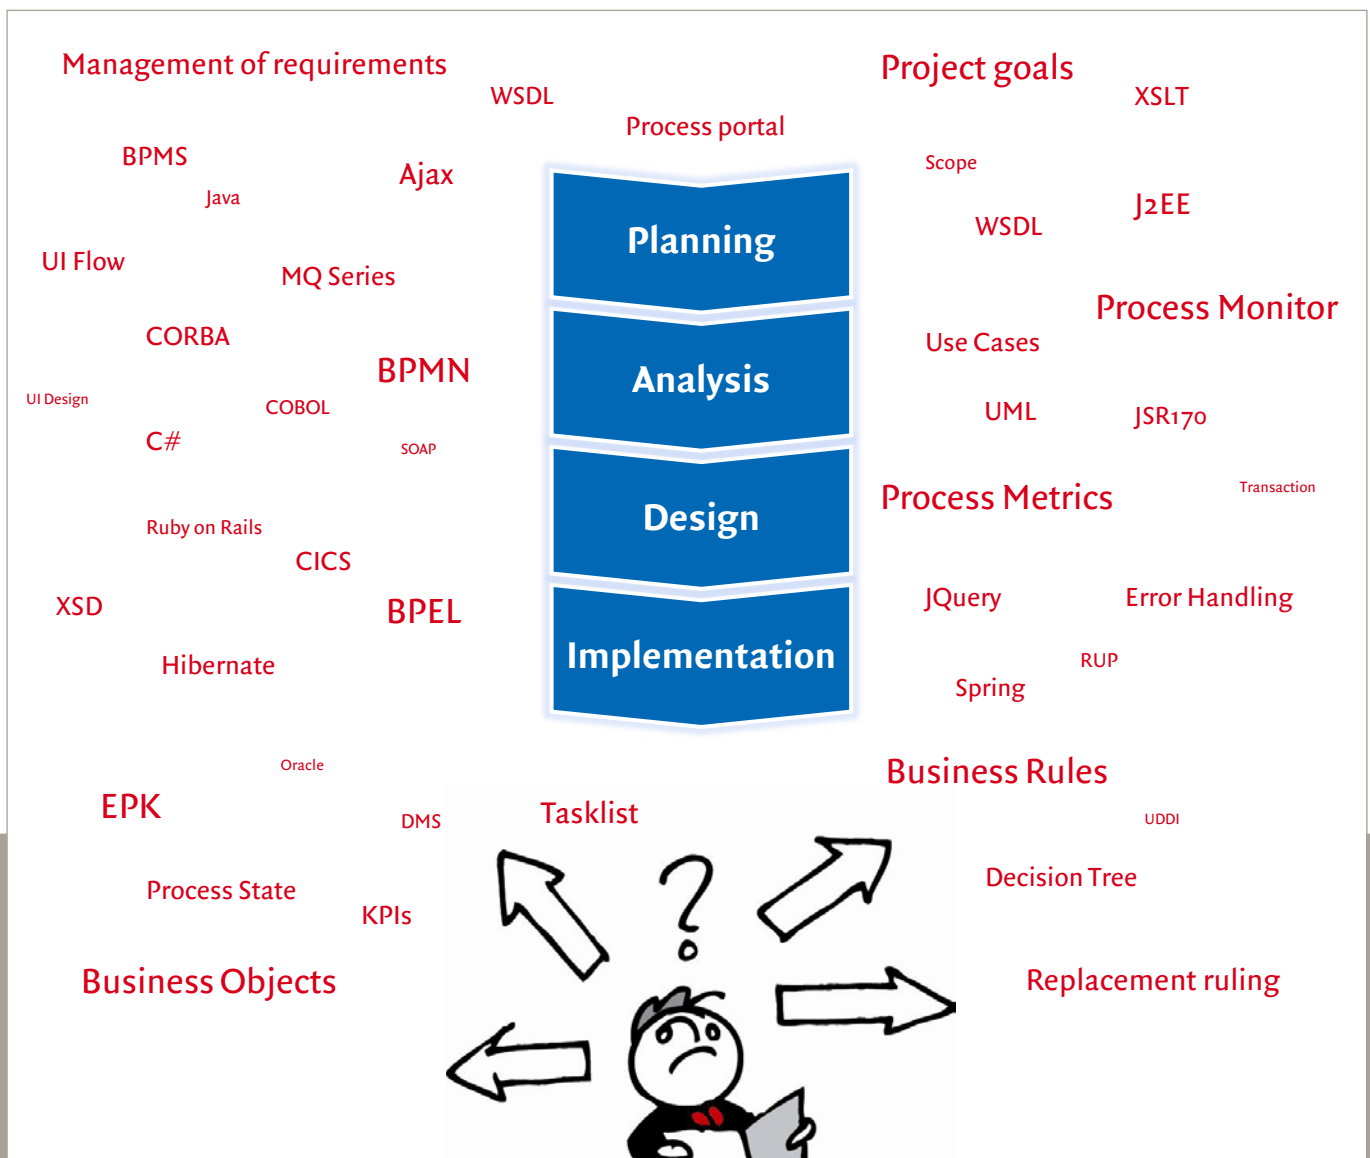 Management of requirements
Project goals
WSDL
XSLT
Process portal
BPMS
Ajax
Scope
Java
J2EE
WSDL
Planning
UI Flow
MQ Series
Process Monitor
CORBA
Use Cases
BPMN
Analysis
UI Design
COBOL
UML
JSR170
C#
SOAP
Process Metrics
Transaction
Design
Ruby on Rails
CICS
XSD
BPEL
JQuery
Error Handling
Implementation
Hibernate
RUP
Spring
Oracle
Business Rules
EPK
DMS
Tasklist
UDDI
Process State
Decision Tree
KPIs
Business Objects
Replacement ruling
?